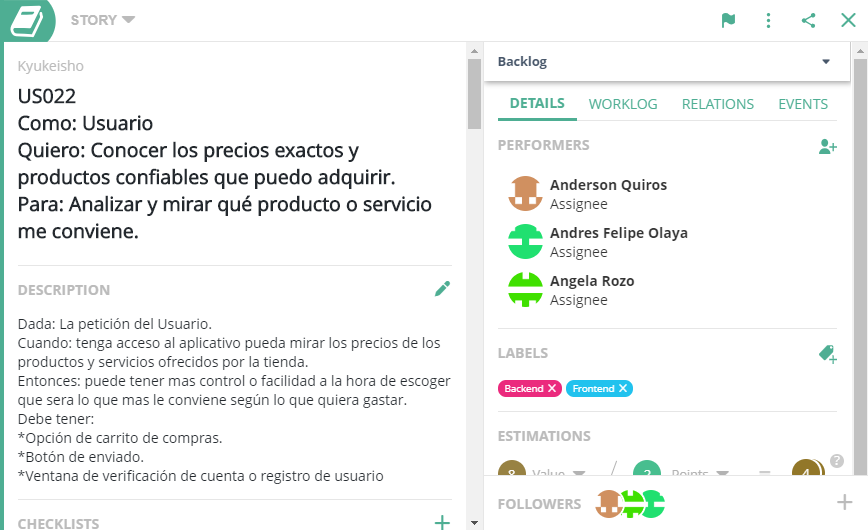 STORY
Kyukeisho
US022
Como: Usuario
Quiero: Conocer los precios exactos y
productos confiables que puedo adquirir.
Para: Analizar y mirar qué producto o servicio
me conviene.
DESCRIPTION
Dada: La petición del Usuario.
Cuando: tenga acceso al aplicativo pueda mirar los precios de los
productos y servicios ofrecidos por la tienda.
Entonces: puede tener mas control o facilidad a la hora de escoger
que sera lo que mas le conviene según lo que quiera gastar.
Debe tener:
*Opción de carrito de compras.
*Botón de enviado.
*Ventana de verificación de cuenta o registro de usuario
CHECKLISTS
Backlog
DETAILS WORKLOG RELATIONS EVENTS
PERFORMERS
Anderson Quiros
Assignee
Andres Felipe Olaya
Assignee
Angela Rozo
Assignee
LABELS
Backend
Frontend
ESTIMATIONS
8 Value / 2 Points = 4 ?
FOLLOWERS